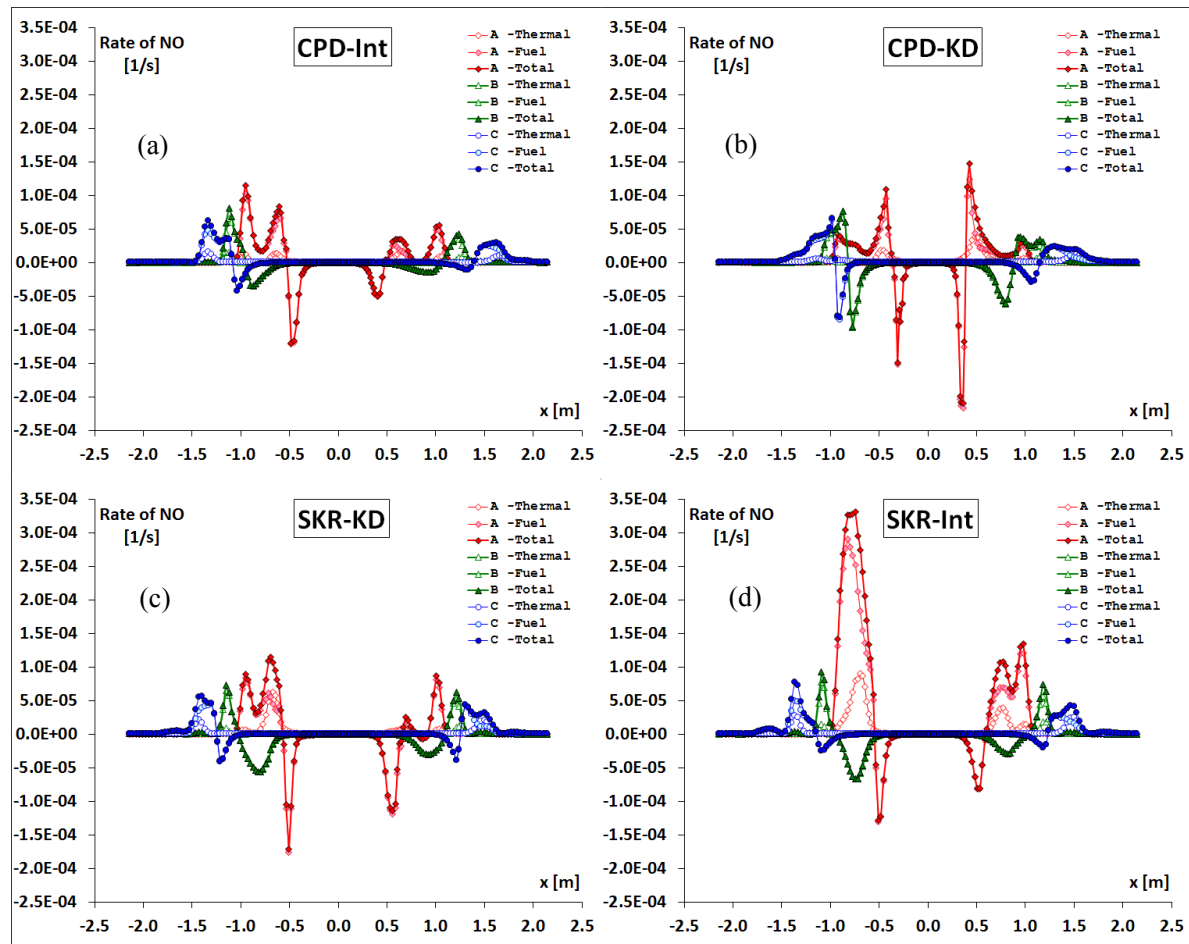 3.5E-04
3.0E-04
2.5E-04
2.0E-04
1.5E-04
1.0E-04
5.0E-05
0.0E+00
-5.0E-05
-1.0E-04
-1.5E-04
-2.0E-04
-2.5E-04
Rate of NO
[1/s]
CPD-Int
A -Thermal
A -Fuel
A -Total
B -Thermal
B -Fuel
B -Total
C -Thermal
C -Fuel
C -Total
(a)
x [m]
-2.5 -2.0 -1.5 -1.0 -0.5 0.0 0.5 1.0 1.5 2.0 2.5
3.5E-04
3.0E-04
2.5E-04
2.0E-04
1.5E-04
1.0E-04
5.0E-05
0.0E+00
-5.0E-05
-1.0E-04
-1.5E-04
-2.0E-04
-2.5E-04
Rate of NO
[1/s]
CPD-KD
A -Thermal
A -Fuel
A -Total
B -Thermal
B -Fuel
B -Total
C -Thermal
C -Fuel
C -Total
(b)
x [m]
-2.5 -2.0 -1.5 -1.0 -0.5 0.0 0.5 1.0 1.5 2.0 2.5
3.5E-04
3.0E-04
2.5E-04
2.0E-04
1.5E-04
1.0E-04
5.0E-05
0.0E+00
-5.0E-05
-1.0E-04
-1.5E-04
-2.0E-04
-2.5E-04
Rate of NO
[1/s]
SKR-KD
A -Thermal
A -Fuel
A -Total
B -Thermal
B -Fuel
B -Total
C -Thermal
C -Fuel
C -Total
(c)
x [m]
-2.5 -2.0 -1.5 -1.0 -0.5 0.0 0.5 1.0 1.5 2.0 2.5
3.5E-04
3.0E-04
2.5E-04
2.0E-04
1.5E-04
1.0E-04
5.0E-05
0.0E+00
-5.0E-05
-1.0E-04
-1.5E-04
-2.0E-04
-2.5E-04
Rate of NO
[1/s]
SKR-Int
A -Thermal
A -Fuel
A -Total
B -Thermal
B -Fuel
B -Total
C -Thermal
C -Fuel
C -Total
(d)
x [m]
-2.5 -2.0 -1.5 -1.0 -0.5 0.0 0.5 1.0 1.5 2.0 2.5